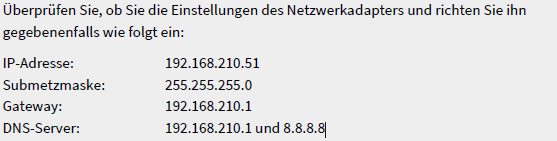 Überprüfen Sie, ob Sie die Einstellungen des Netzwerkadapters und richten Sie ihn
gegebenenfalls wie folgt ein:
IP-Adresse: 192.168.210.51
Submetzmaske: 255.255.255.0
Gateway: 192.168.210.1
DNS-Server: 192.168.210.1 und 8.8.8.8